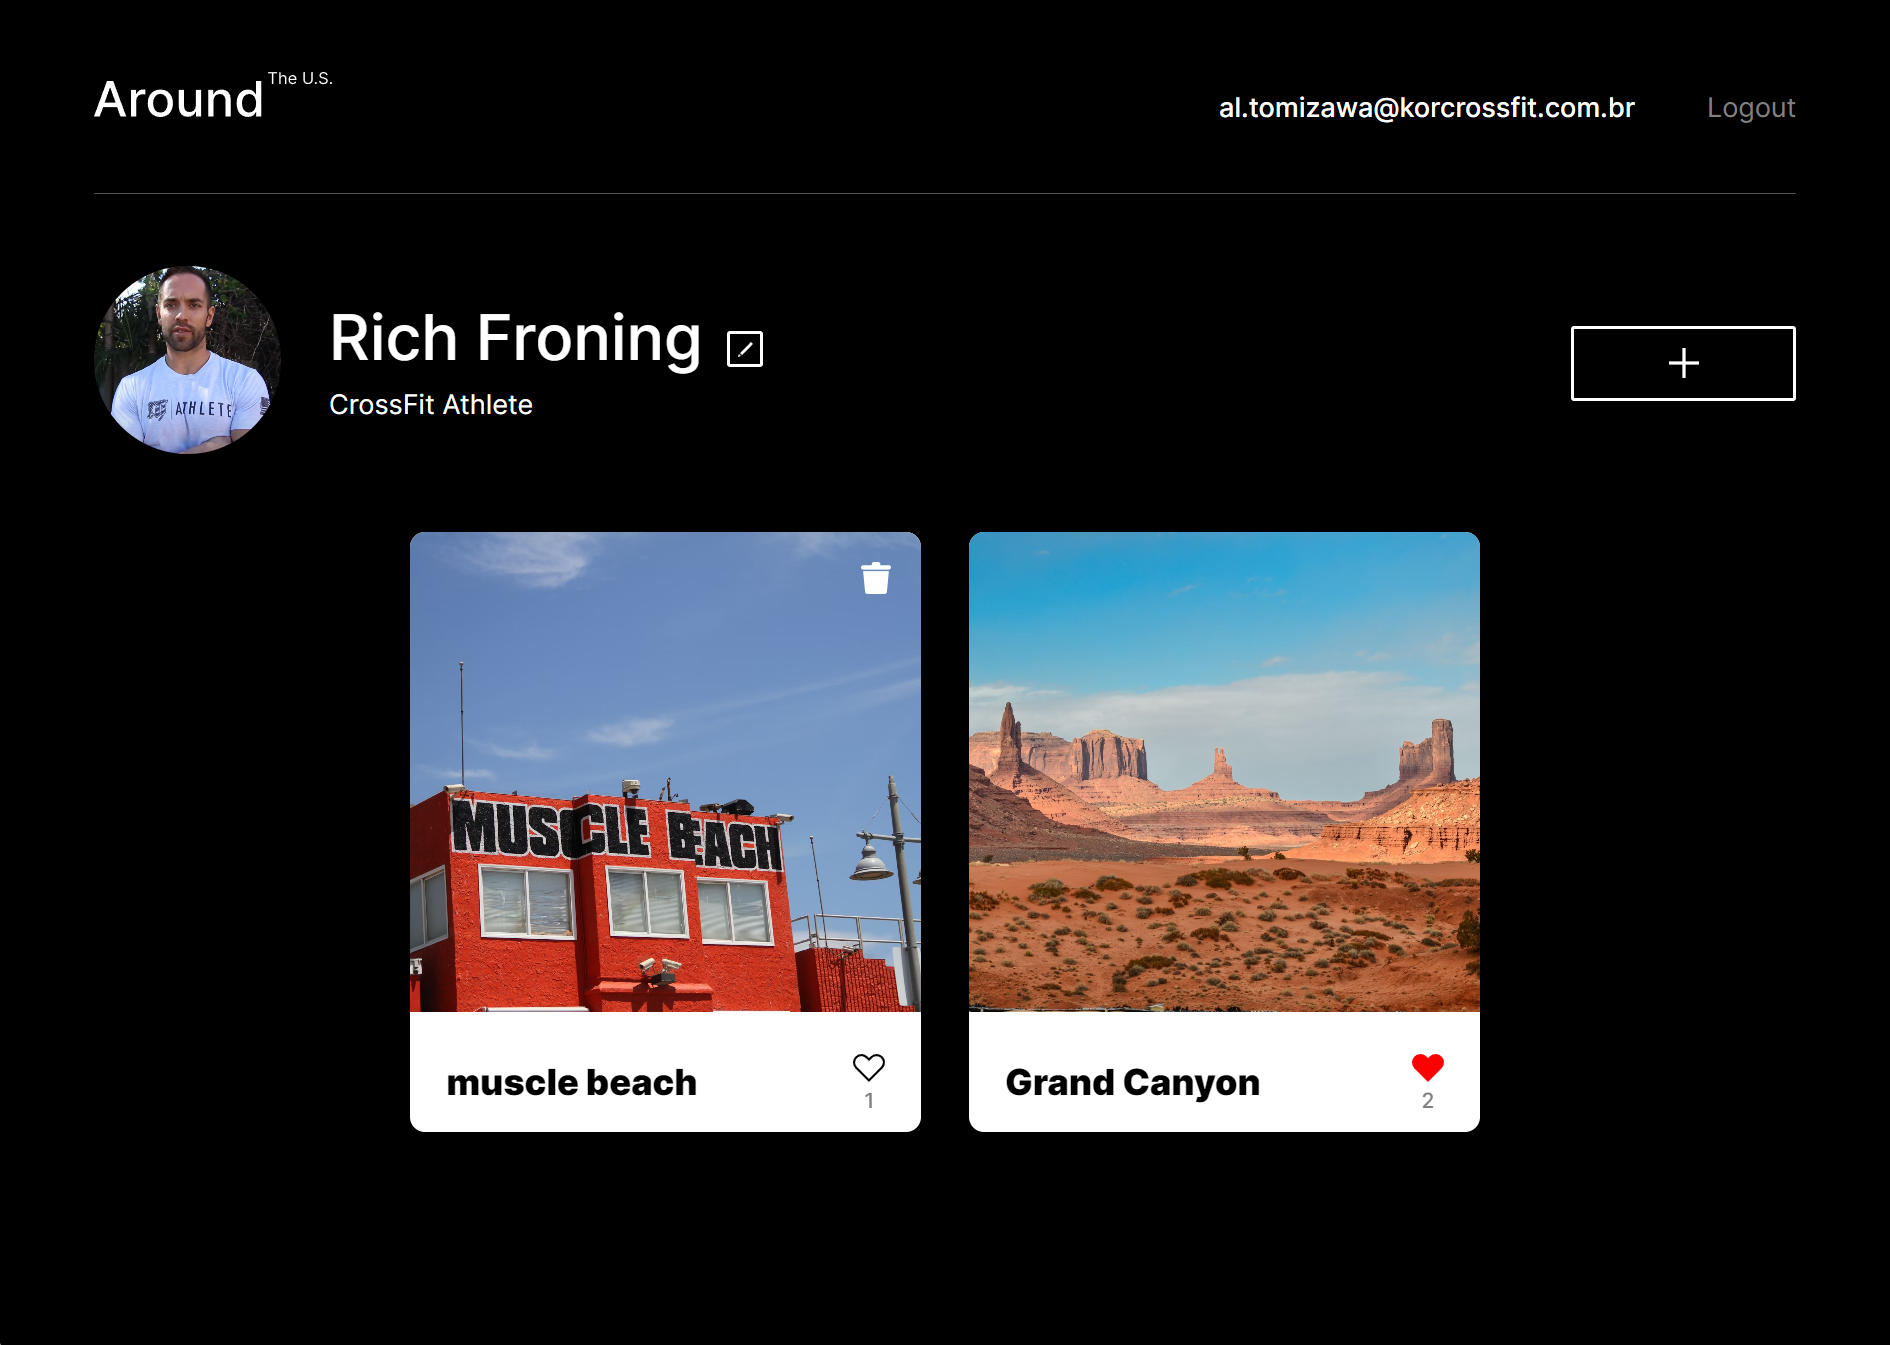 Around The U.S.
al.tomizawa@korcrossfit.com.br Logout
Rich Froning
CrossFit Athlete
ATHLETE
MUSCLE BEACH
muscle beach
1
Grand Canyon
2